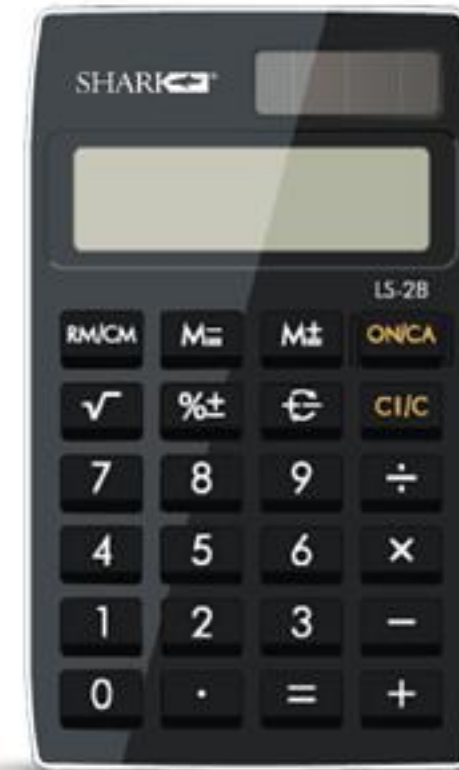 SHARK®
LS-2B
RM/CM M= M± ON/CA
√ %± CI/C
7 8 9 ÷
4 5 6 ×
1 2 3 −
0 . = +